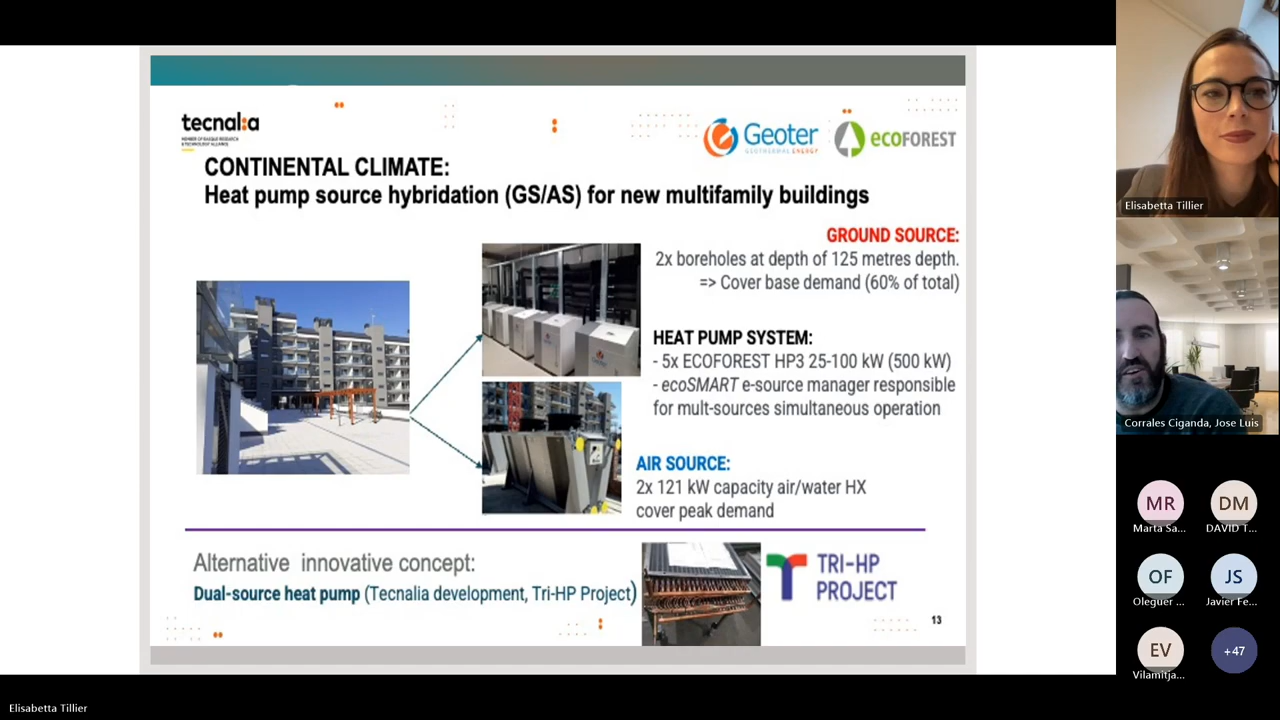 tecnalia
MEMBER OF BASQUE RESEARCH
& TECHNOLOGY ALLIANCE
Geoter
GEOTHERMAL ENERGY
ecoFOREST
CONTINENTAL CLIMATE:
Heat pump source hybridation (GS/AS) for new multifamily buildings
GROUND SOURCE:
2x boreholes at depth of 125 metres depth.
=> Cover base demand (60% of total)
HEAT PUMP SYSTEM:
- 5x ECOFOREST HP3 25-100 kW (500 kW)
- ecoSMART e-source manager responsible
for mult-sources simultaneous operation
AIR SOURCE:
2x 121 kW capacity air/water HX
cover peak demand
Alternative innovative concept:
Dual-source heat pump (Tecnalia development, Tri-HP Project)
TRI-HP
PROJECT
13
Elisabetta Tillier
Corrales Ciganda, Jose Luis
MR
DM
Marta Sa...
DAVID T...
OF
JS
Oleguer ...
Javier Fe...
EV
+47
Vilamitja...
Elisabetta Tillier